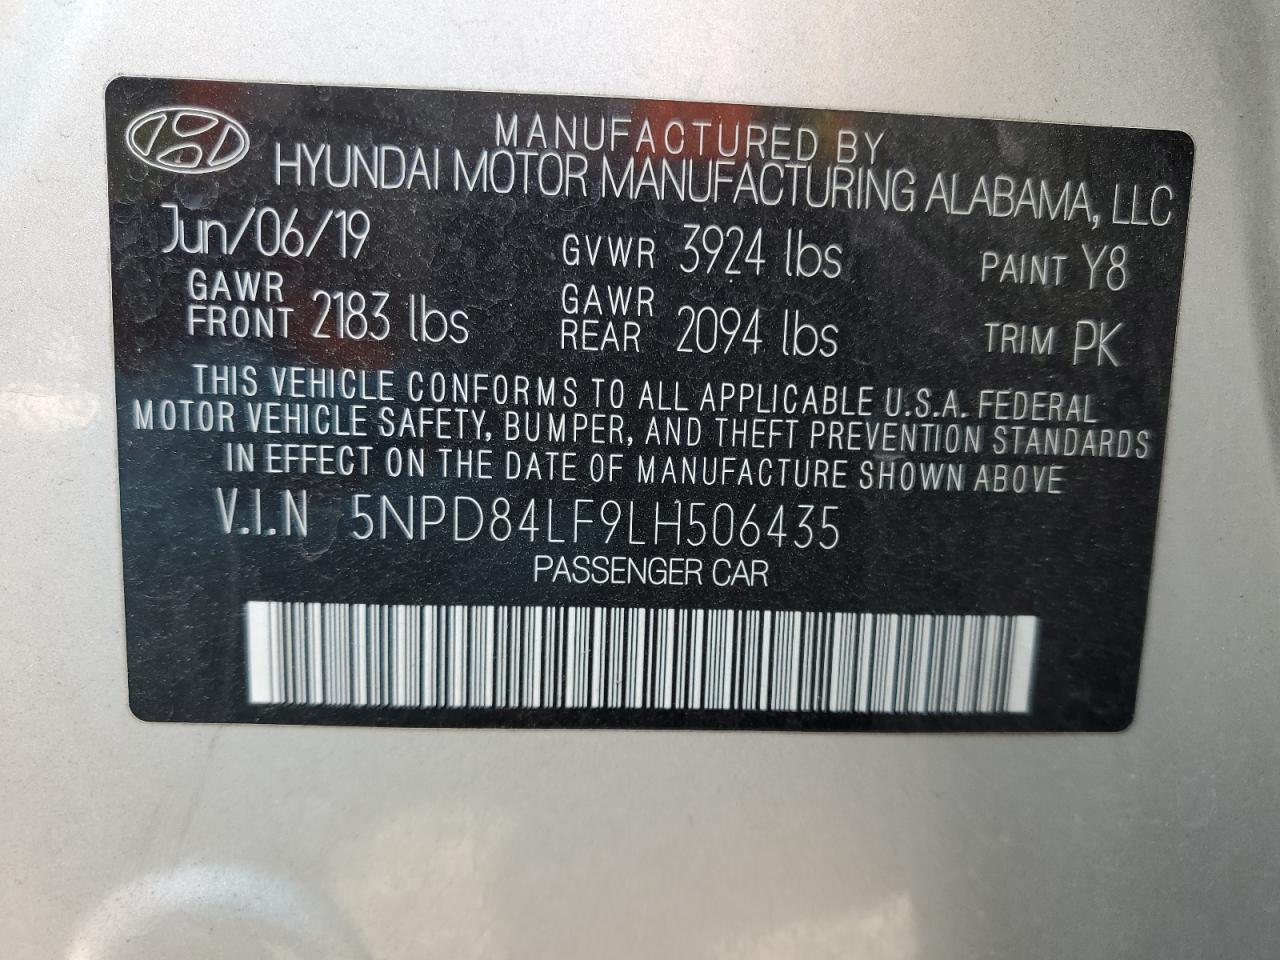 MANUFACTURED BY
HYUNDAI MOTOR MANUFACTURING ALABAMA, LLC
Jun/06/19 GVWR 3924 lbs PAINT Y8
GAWR FRONT 2183 lbs GAWR REAR 2094 lbs TRIM PK
THIS VEHICLE CONFORMS TO ALL APPLICABLE U.S.A. FEDERAL
MOTOR VEHICLE SAFETY, BUMPER, AND THEFT PREVENTION STANDARDS
IN EFFECT ON THE DATE OF MANUFACTURE SHOWN ABOVE
V.I.N 5NPD84LF9LH506435
PASSENGER CAR